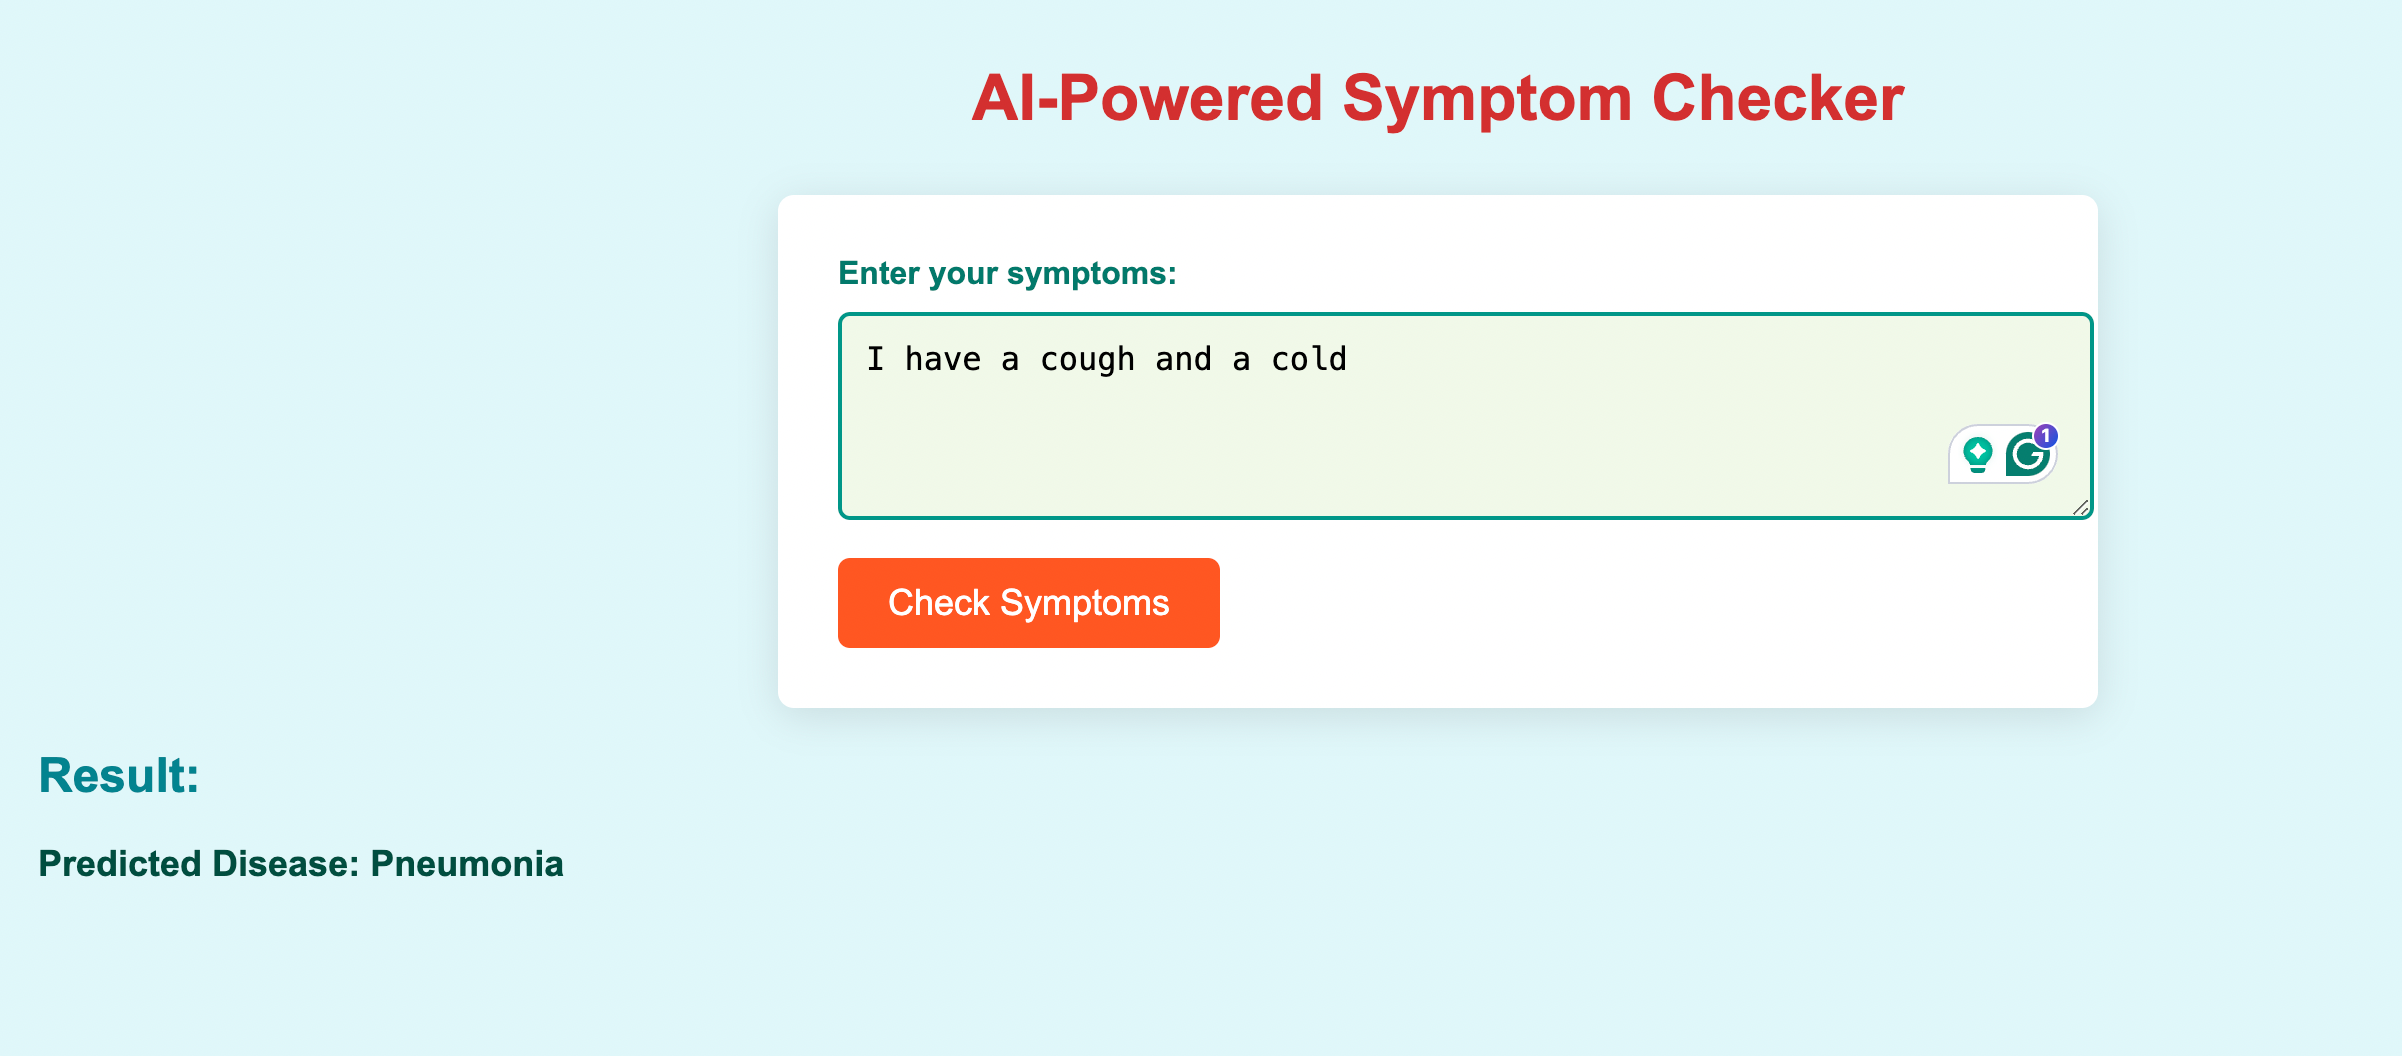 AI-Powered Symptom Checker
Enter your symptoms:
I have a cough and a cold
1
Check Symptoms
Result:
Predicted Disease: Pneumonia